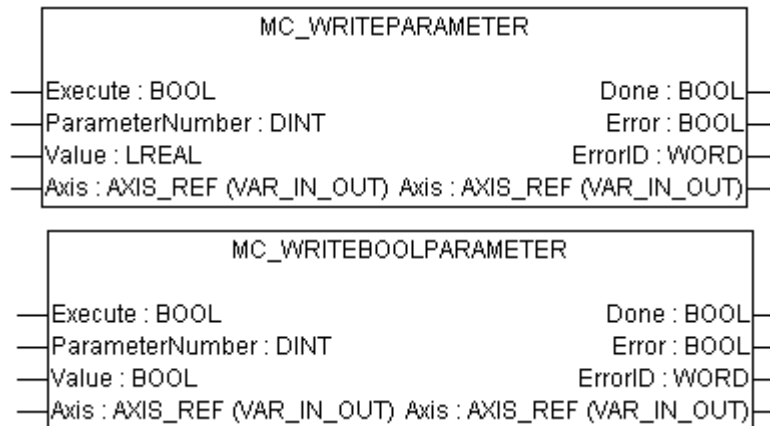 MC_WRITEPARAMETER
Execute : BOOL Done : BOOL
ParameterNumber : DINT Error : BOOL
Value : LREAL ErrorID : WORD
Axis : AXIS_REF (VAR_IN_OUT) Axis : AXIS_REF (VAR_IN_OUT)
MC_WRITEBOOLPARAMETER
Execute : BOOL Done : BOOL
ParameterNumber : DINT Error : BOOL
Value : BOOL ErrorID : WORD
Axis : AXIS_REF (VAR_IN_OUT) Axis : AXIS_REF (VAR_IN_OUT)